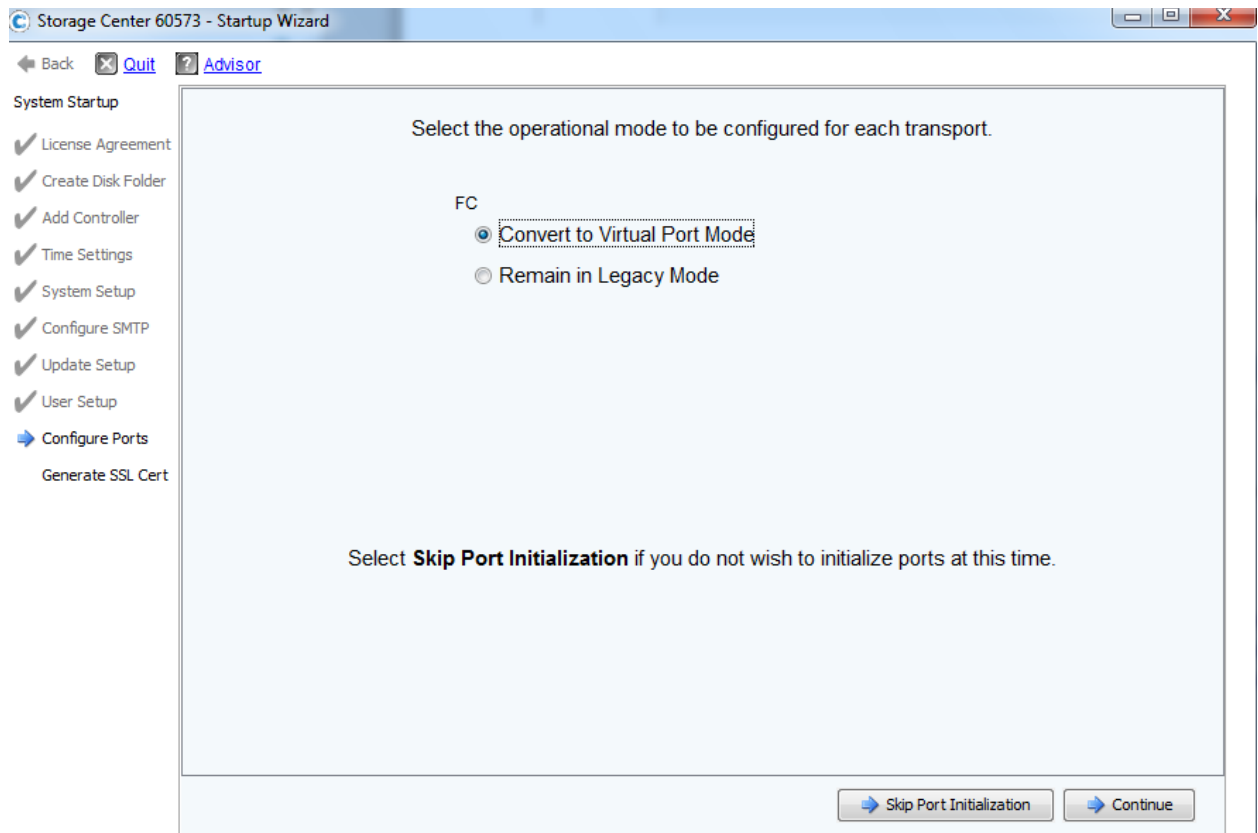 Storage Center 60573 - Startup Wizard
Back Quit ? Advisor
System Startup
License Agreement
Create Disk Folder
Add Controller
Time Settings
System Setup
Configure SMTP
Update Setup
User Setup
Configure Ports
Generate SSL Cert
Select the operational mode to be configured for each transport.
FC
Convert to Virtual Port Mode
Remain in Legacy Mode
Select Skip Port Initialization if you do not wish to initialize ports at this time.
Skip Port Initialization Continue